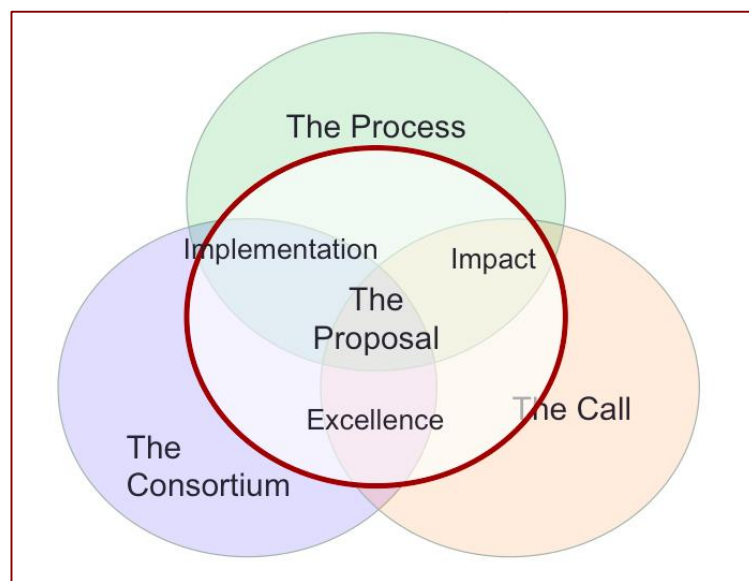 The Process
Implementation
Impact
The
Proposal
Excellence
The Call
The
Consortium